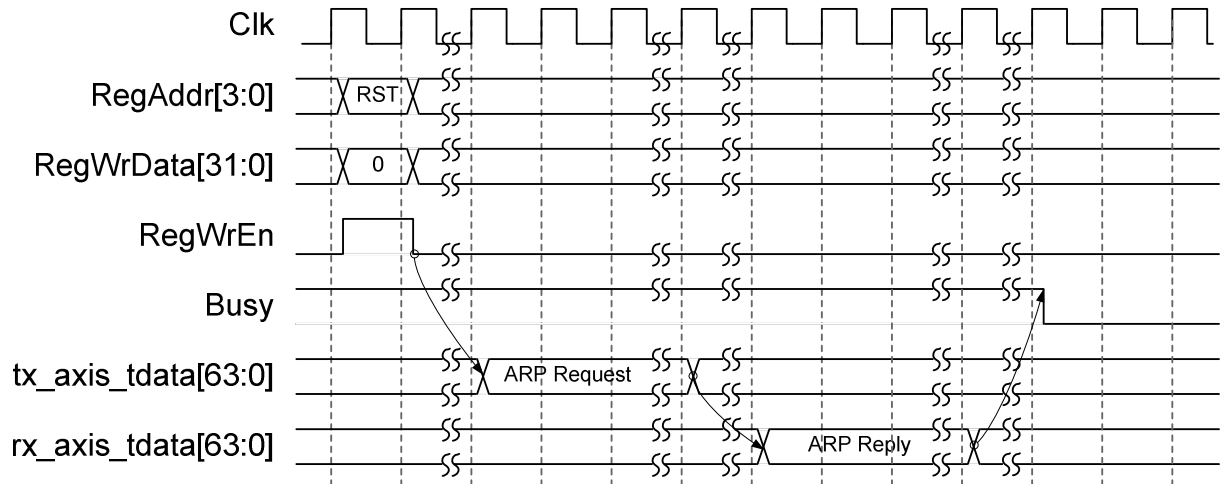 Clk
RegAddr[3:0]
RST
RegWrData[31:0]
0
RegWrEn
Busy
tx_axis_tdata[63:0]
ARP Request
rx_axis_tdata[63:0]
ARP Reply